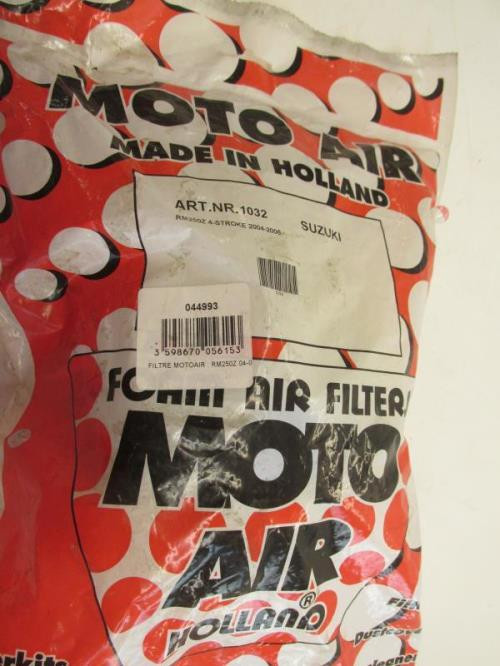 MOTO AIR
MADE IN HOLLAND
ART.NR.1032 SUZUKI
RM250Z 4-STROKE 2004-2006
044993
3 598670 056153
FILTRE MOTOAIR RM250Z 04-0
FOAM AIR FILTER
MOTO
AIR
HOLLAND ®